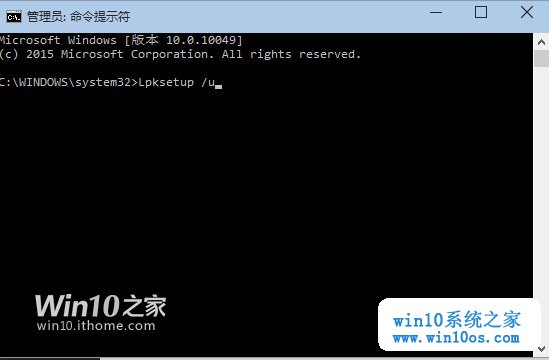 管理员: 命令提示符
Microsoft Windows [版本 10.0.10049]
(c) 2015 Microsoft Corporation. All rights reserved.
C:\WINDOWS\system32>Lpksetup /u
Win10之家
win10.ithome.com
win10系统之家
www.win10os.com